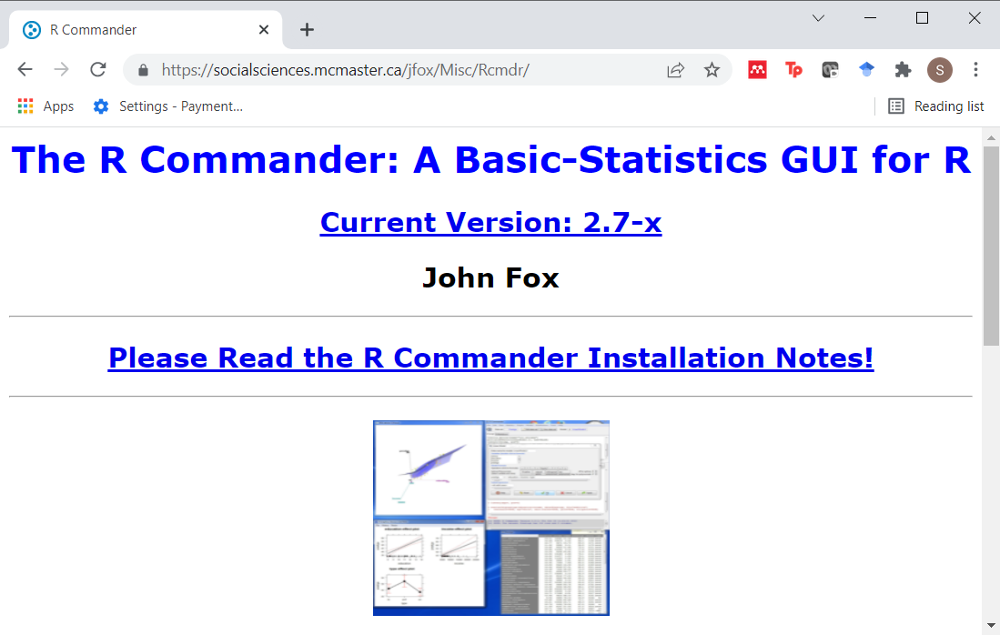 R Commander
https://socialsciences.mcmaster.ca/jfox/Misc/Rcmdr/
Tp
S
Apps
Settings - Payment...
Reading list
The R Commander: A Basic-Statistics GUI for R
Current Version: 2.7-x
John Fox
Please Read the R Commander Installation Notes!